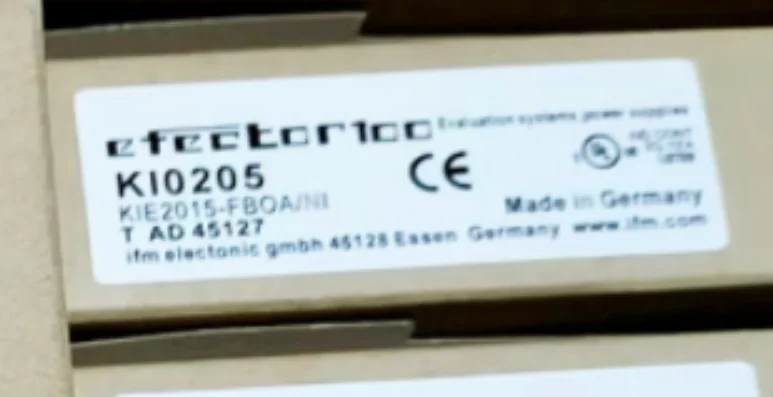 efector100 Evaluation systems, power supplies
KI0205
CE
KIE2015-FBOA/NI
T AD 45127
Made in Germany
ifm electonic gmbh 45128 Essen Germany www.ifm.com